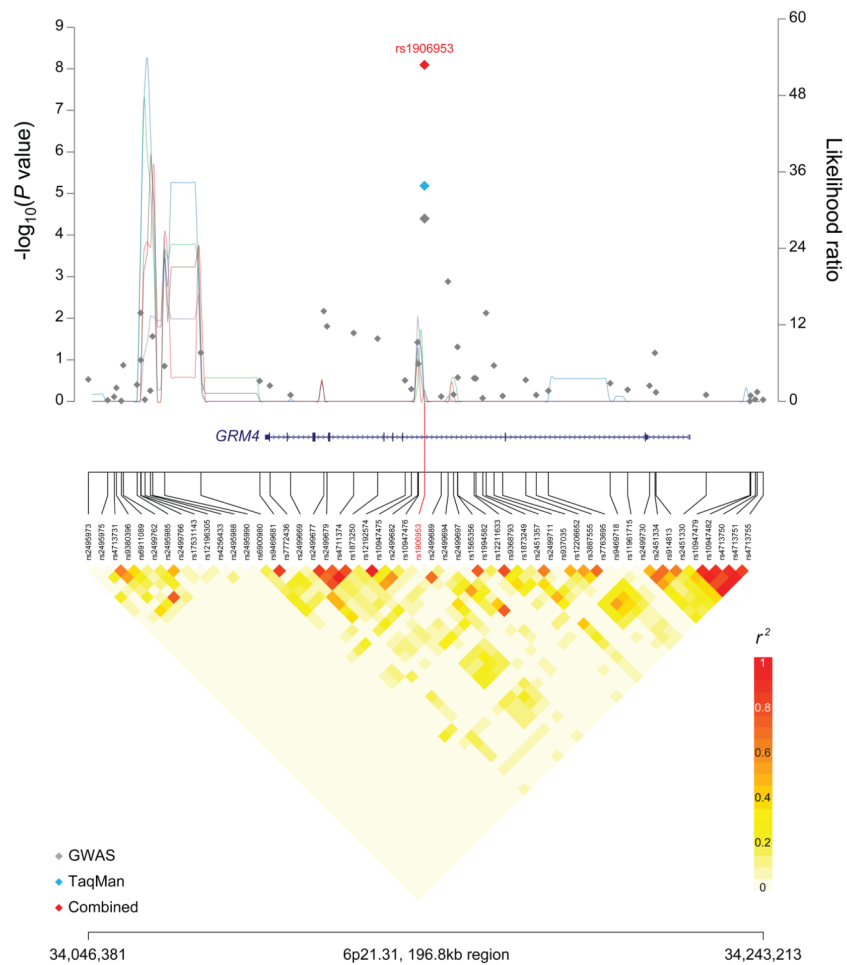 9
8
7
6
5
4
3
2
1
0
-log10(P value)
60
48
36
24
12
0
Likelihood ratio
rs1906953
GRM4
rs2495973
rs2495975
rs4713731
rs9380396
rs6911089
rs2499762
rs2495985
rs2499766
rs17531143
rs12196305
rs4256433
rs2495988
rs2495990
rs6900980
rs9469681
rs7772436
rs2499669
rs2499677
rs2499679
rs4711374
rs1873250
rs12192574
rs10947475
rs2499682
rs10947476
rs1906953
rs2499689
rs2499694
rs2499697
rs1565356
rs1994582
rs12211633
rs9368793
rs1873249
rs2451357
rs2499711
rs937035
rs12206652
rs3887555
rs7763695
rs9469718
rs11961715
rs2499730
rs2451334
rs914813
rs2451330
rs10947479
rs10947482
rs4713750
rs4713751
rs4713755
r 2
1
0.8
0.6
0.4
0.2
0
GWAS
TaqMan
Combined
34,046,381
6p21.31, 196.8kb region
34,243,213